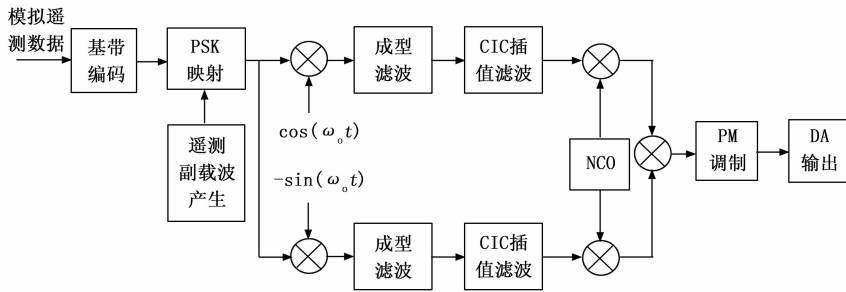 模拟遥
测数据
基带
编码
PSK
映射
遥测
副载波
产生
cos(ω₀t)
-sin(ω₀t)
成型
滤波
CIC插
值滤波
成型
滤波
CIC插
值滤波
NCO
PM
调制
DA
输出